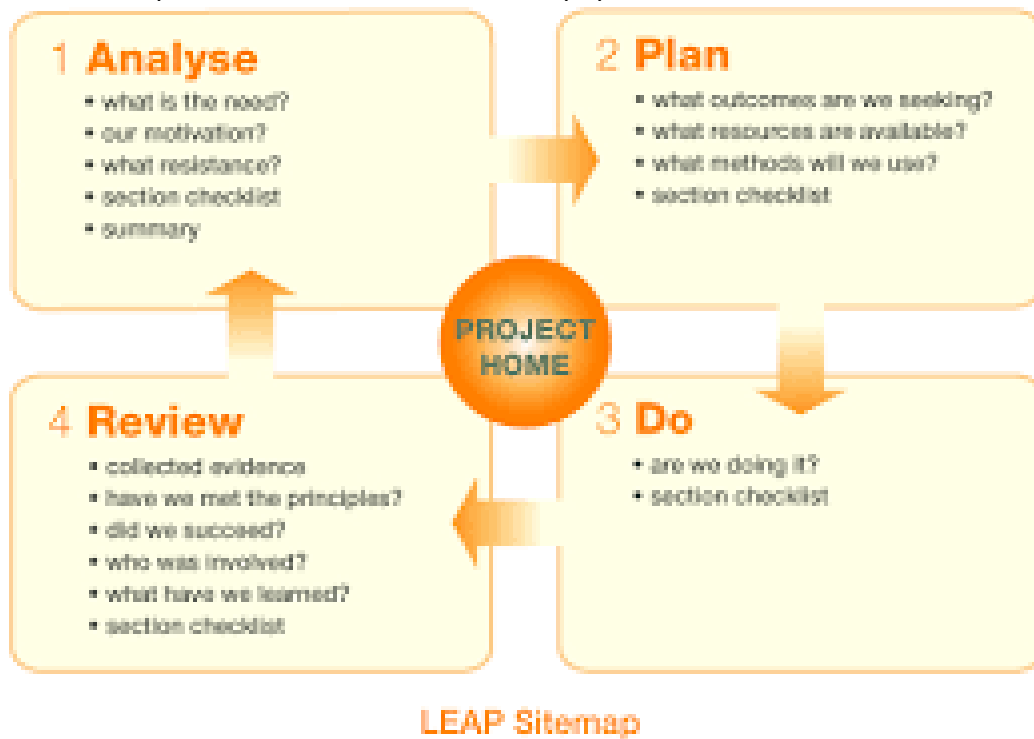 1 Analyse
• what is the need?
• our motivation?
• what resistance?
• section checklist
• summary
2 Plan
• what outcomes are we seeking?
• what resources are available?
• what methods will we use?
• section checklist
PROJECT
HOME
3 Do
• are we doing it?
• section checklist
4 Review
• collected evidence
• have we met the principles?
• did we succeed?
• who was involved?
• what have we learned?
• section checklist
LEAP Sitemap